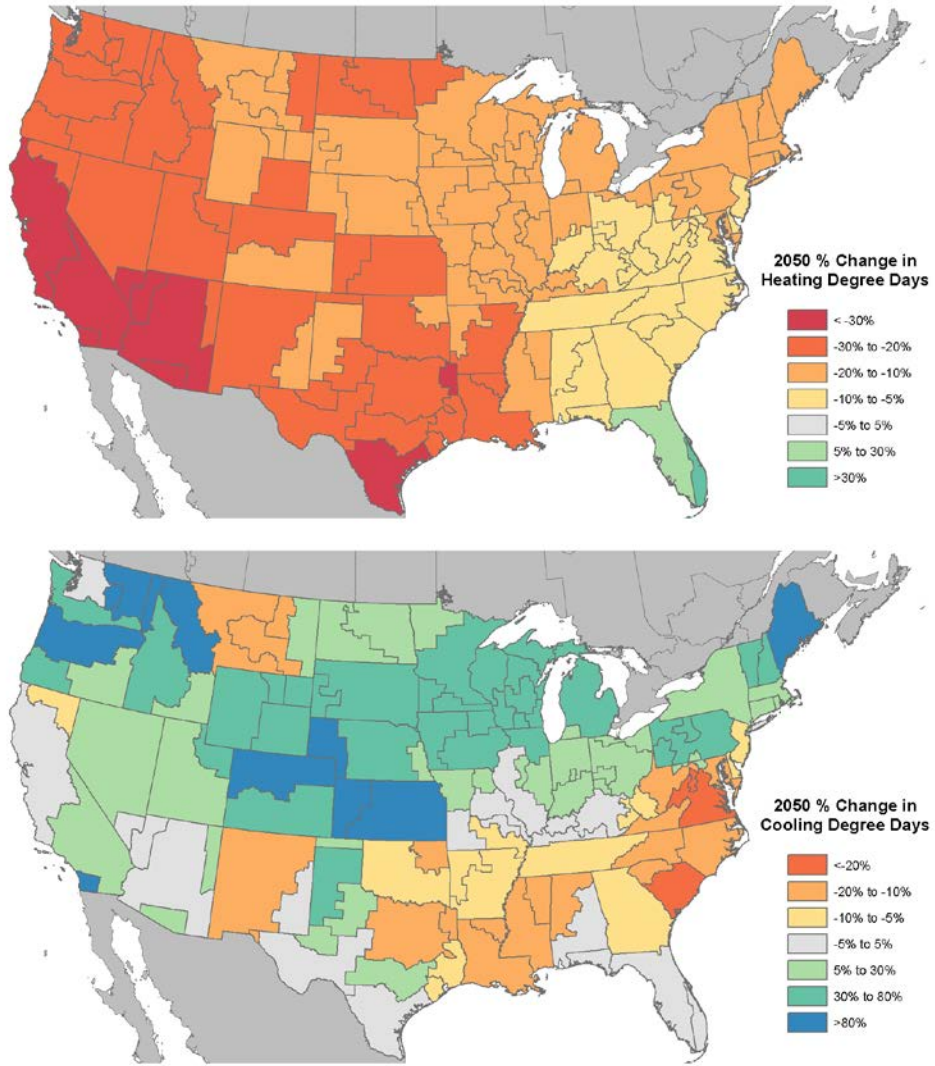 2050 % Change in
Heating Degree Days
< -30%
-30% to -20%
-20% to -10%
-10% to -5%
-5% to 5%
5% to 30%
>30%
2050 % Change in
Cooling Degree Days
<-20%
-20% to -10%
-10% to -5%
-5% to 5%
5% to 30%
30% to 80%
>80%